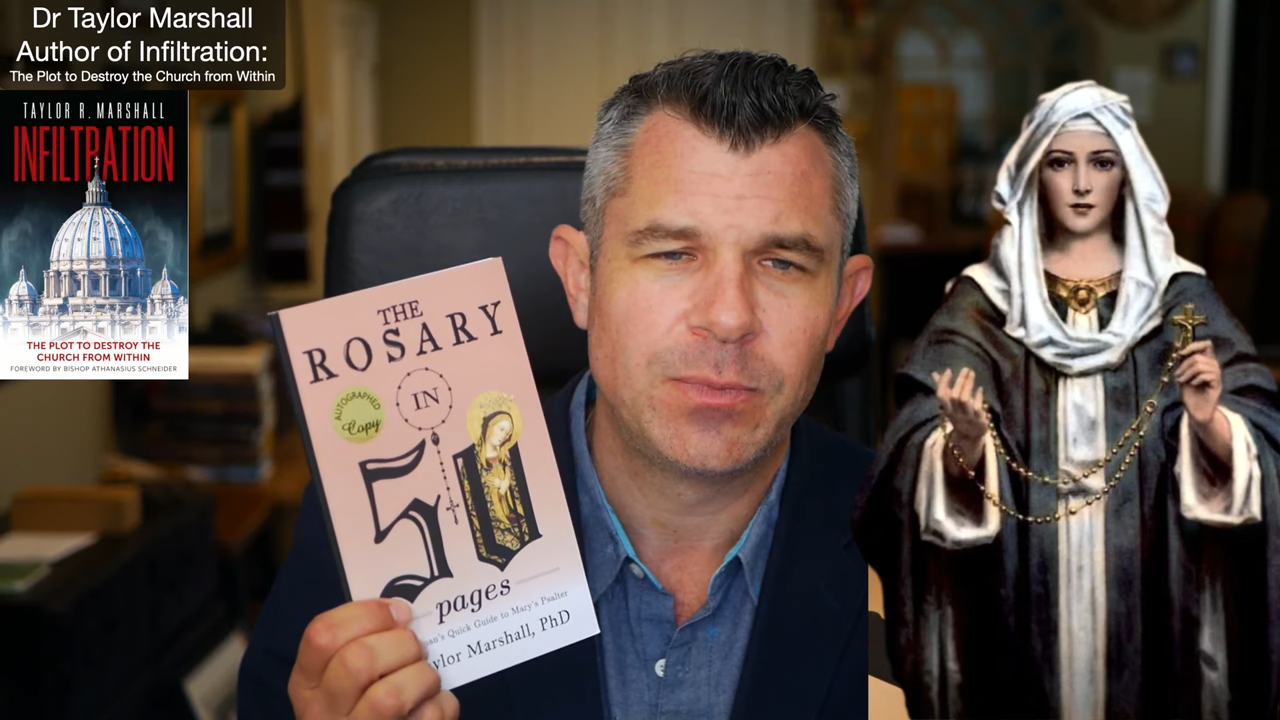 Dr Taylor Marshall
Author of Infiltration:
The Plot to Destroy the Church from Within
TAYLOR R. MARSHALL
INFILTRATION
THE PLOT TO DESTROY THE
CHURCH FROM WITHIN
FOREWORD BY BISHOP ATHANASIUS SCHNEIDER
THE
ROSARY
IN
AUTOGRAPHED
Copy
50
pages
Quick Guide to Mary's Psalter
Marshall, PhD